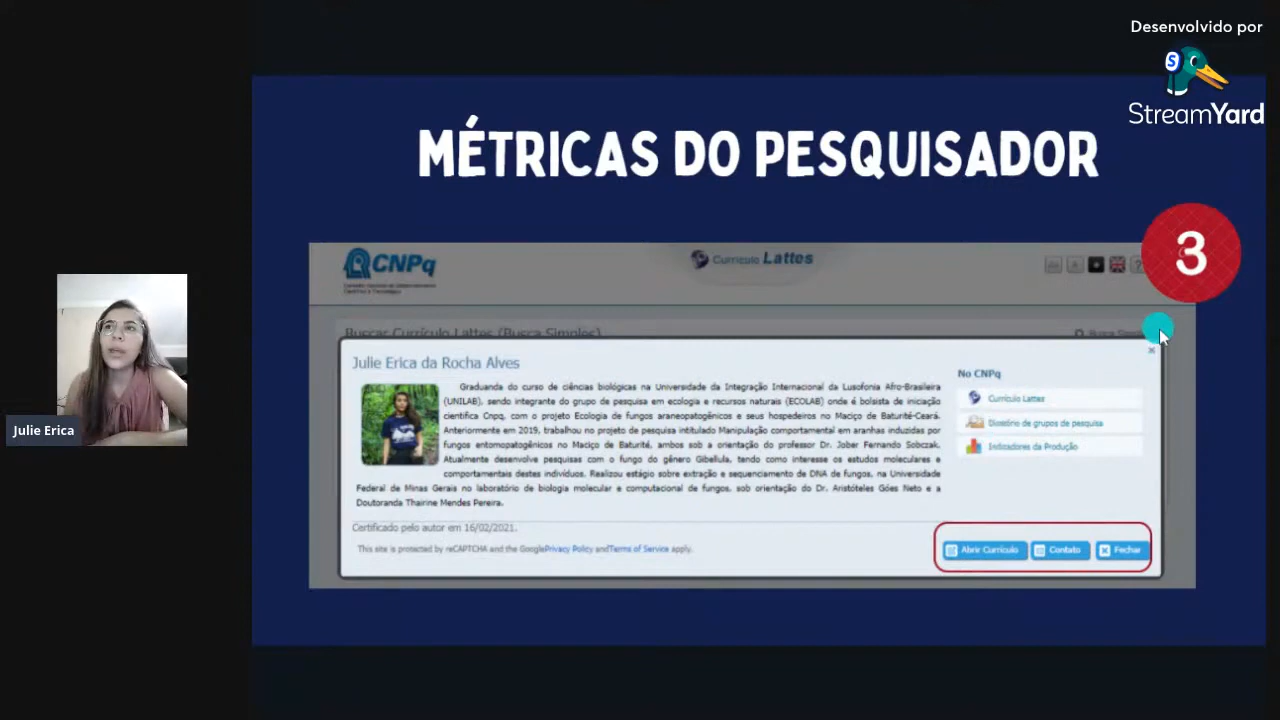 Desenvolvido por
StreamYard
MÉTRICAS DO PESQUISADOR
3
CNPq
Currículo Lattes
Buscar Currículo Lattes (Busca Simples)
Julie Erica da Rocha Alves
Graduanda do curso de ciências biológicas na Universidade da Integração Internacional da Lusofonia Afro-Brasileira
(UNILAB), sendo integrante do grupo de pesquisa em ecologia e recursos naturais (ECOLAB) onde é bolsista de iniciação
científica Cnpq, com o projeto Ecologia de fungos araneopatogênicos e seus hospedeiros no Maciço de Baturité-Ceará.
Anteriormente em 2019, trabalhou no projeto de pesquisa intitulado Manipulação comportamental em aranhas induzidas por
fungos entomopatogênicos no Maciço de Baturité, ambos sob a orientação do professor Dr. Jober Fernando Sobczak.
Atualmente desenvolve pesquisas com o fungo do gênero Gibellula, tendo como interesse os estudos moleculares e
comportamentais destes indivíduos. Realizou estágio sobre extração e sequenciamento de DNA de fungos, na Universidade
Federal de Minas Gerais no laboratório de biologia molecular e computacional de fungos, sob orientação do Dr. Aristóteles Góes Neto e a
Doutoranda Thairine Mendes Pereira.
Certificado pelo autor em 16/02/2021.
This site is protected by reCAPTCHA and the GooglePrivacy Policy andTerms of Service apply.
No CNPq
Currículo Lattes
Diretório de grupos de pesquisa
Indicadores da Produção
Abrir Currículo
Contato
Fechar
Julie Erica